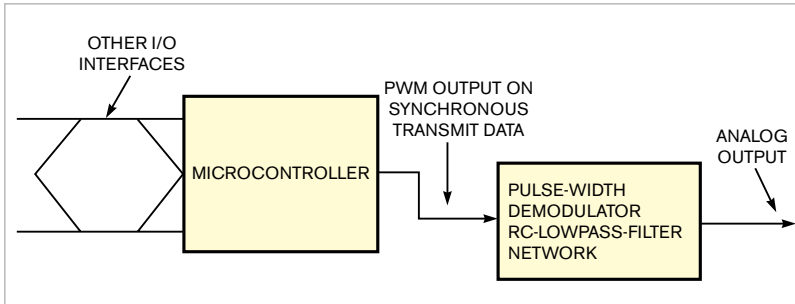 OTHER I/O
INTERFACES
MICROCONTROLLER
PWM OUTPUT ON
SYNCHRONOUS
TRANSMIT DATA
PULSE-WIDTH
DEMODULATOR
RC-LOWPASS-FILTER
NETWORK
ANALOG
OUTPUT